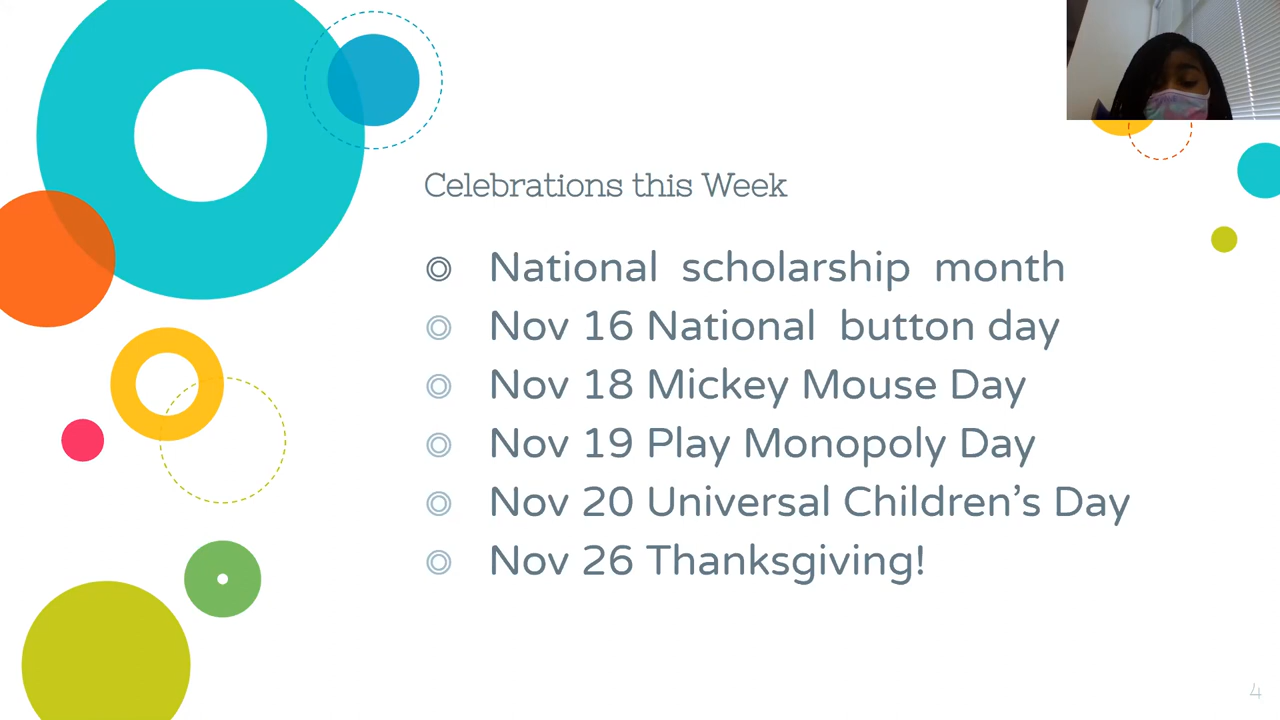 Celebrations this Week
National scholarship month
Nov 16 National button day
Nov 18 Mickey Mouse Day
Nov 19 Play Monopoly Day
Nov 20 Universal Children’s Day
Nov 26 Thanksgiving!
4